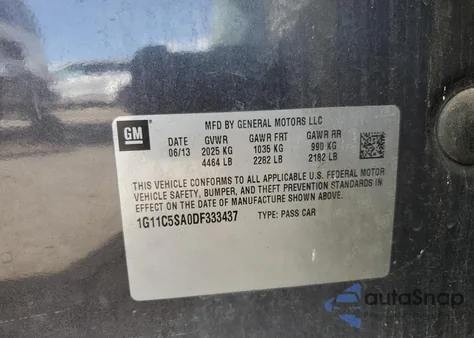 MFD BY GENERAL MOTORS LLC
GM
DATE GVWR GAWR FRT GAWR RR
06/13 2025 KG 1035 KG 990 KG
4464 LB 2282 LB 2182 LB
THIS VEHICLE CONFORMS TO ALL APPLICABLE U.S. FEDERAL MOTOR
VEHICLE SAFETY, BUMPER, AND THEFT PREVENTION STANDARDS IN
EFFECT ON THE DATE OF MANUFACTURE SHOWN ABOVE.
1G11C5SA0DF333437 TYPE: PASS CAR
autoSnap